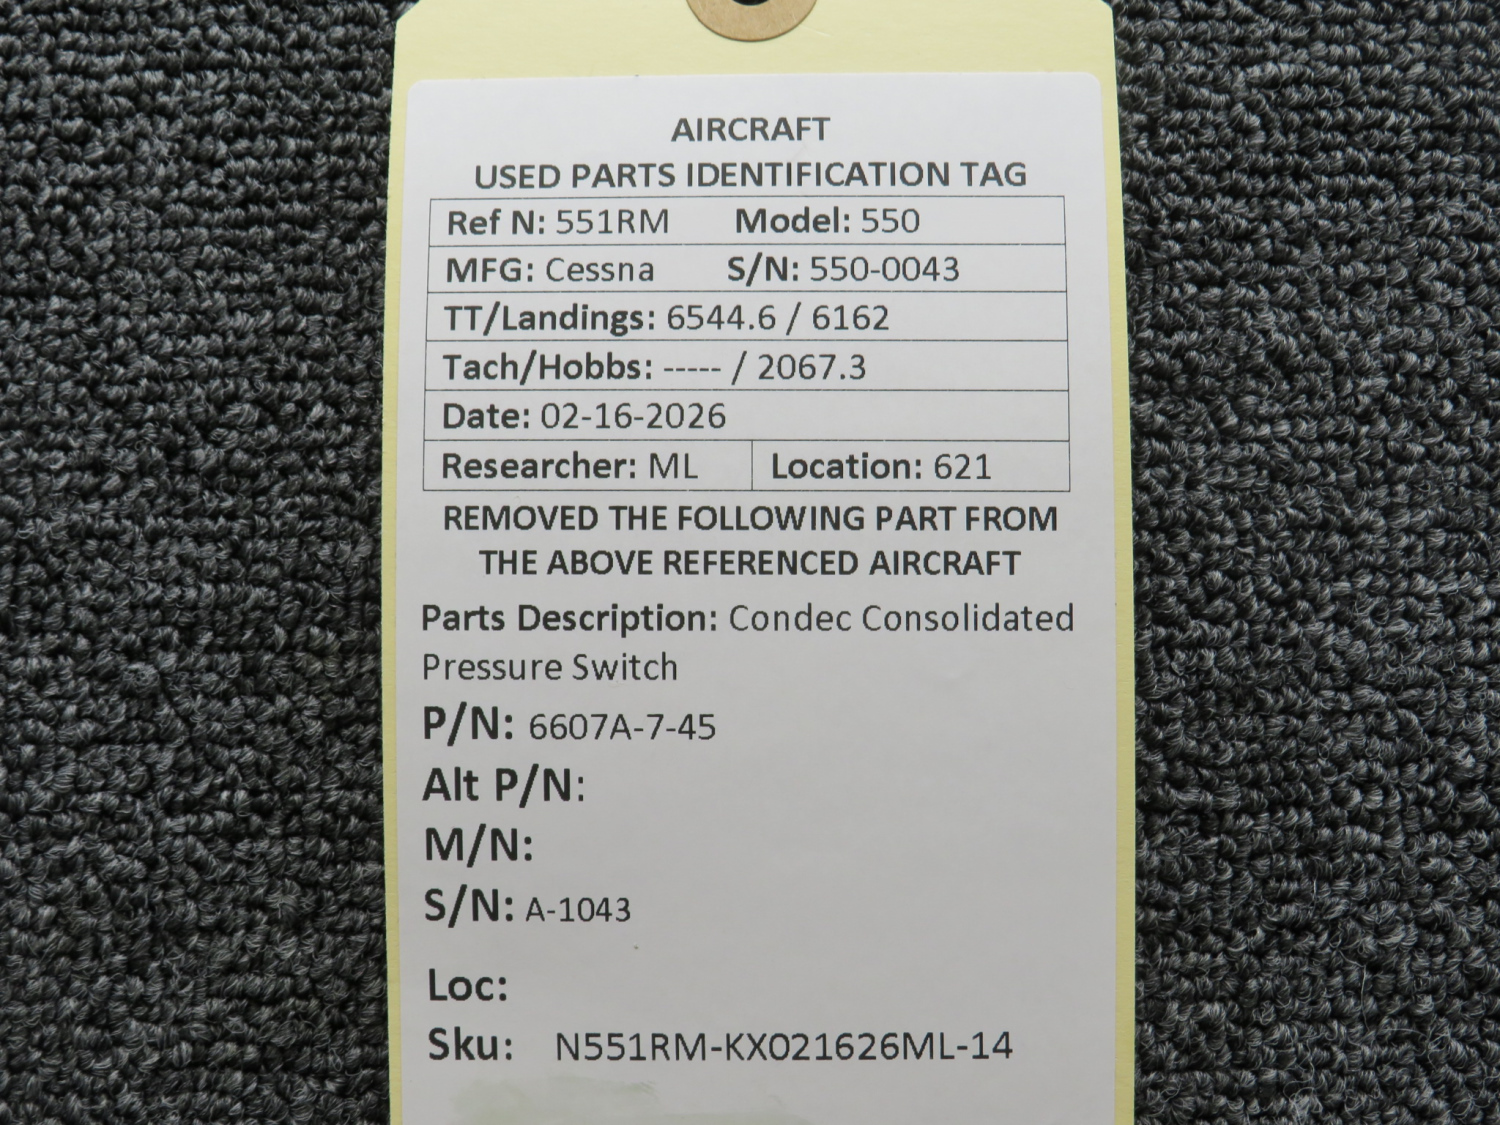 AIRCRAFT
USED PARTS IDENTIFICATION TAG
Ref N: 551RM Model: 550
MFG: Cessna S/N: 550-0043
TT/Landings: 6544.6 / 6162
Tach/Hobbs: ----- / 2067.3
Date: 02-16-2026
Researcher: ML Location: 621
REMOVED THE FOLLOWING PART FROM
THE ABOVE REFERENCED AIRCRAFT
Parts Description: Condec Consolidated
Pressure Switch
P/N: 6607A-7-45
Alt P/N:
M/N:
S/N: A-1043
Loc:
Sku: N551RM-KX021626ML-14